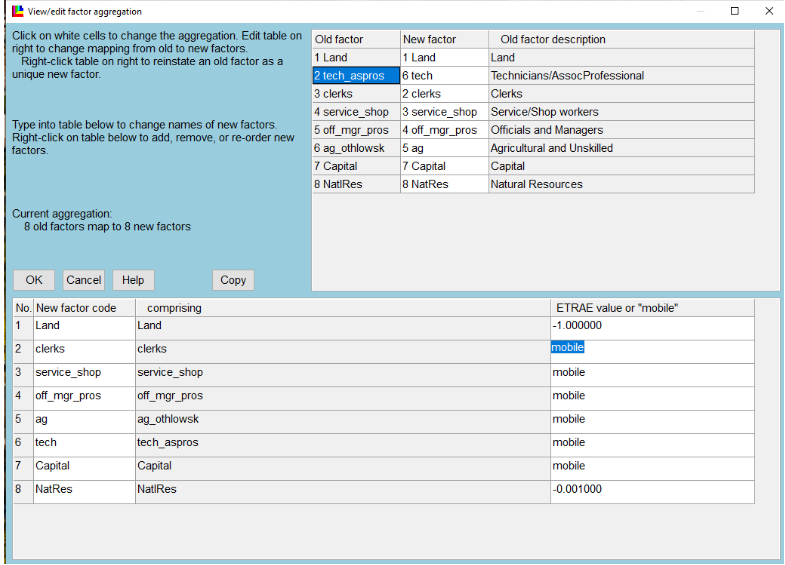 View/edit factor aggregation
Click on white cells to change the aggregation. Edit table on
right to change mapping from old to new factors.
Right-click table on right to reinstate an old factor as a
unique new factor.
Type into table below to change names of new factors.
Right-click on table below to add, remove, or re-order new
factors.
Current aggregation:
8 old factors map to 8 new factors
OK Cancel Help Copy
Old factor New factor Old factor description
1 Land 1 Land Land
2 tech_aspros 6 tech Technicians/AssocProfessional
3 clerks 2 clerks Clerks
4 service_shop 3 service_shop Service/Shop workers
5 off_mgr_pros 4 off_mgr_pros Officials and Managers
6 ag_othlowsk 5 ag Agricultural and Unskilled
7 Capital 7 Capital Capital
8 NatlRes 8 NatRes Natural Resources
No. New factor code comprising ETRAE value or "mobile"
1 Land Land -1.000000
2 clerks clerks mobile
3 service_shop service_shop mobile
4 off_mgr_pros off_mgr_pros mobile
5 ag ag_othlowsk mobile
6 tech tech_aspros mobile
7 Capital Capital mobile
8 NatRes NatlRes -0.001000